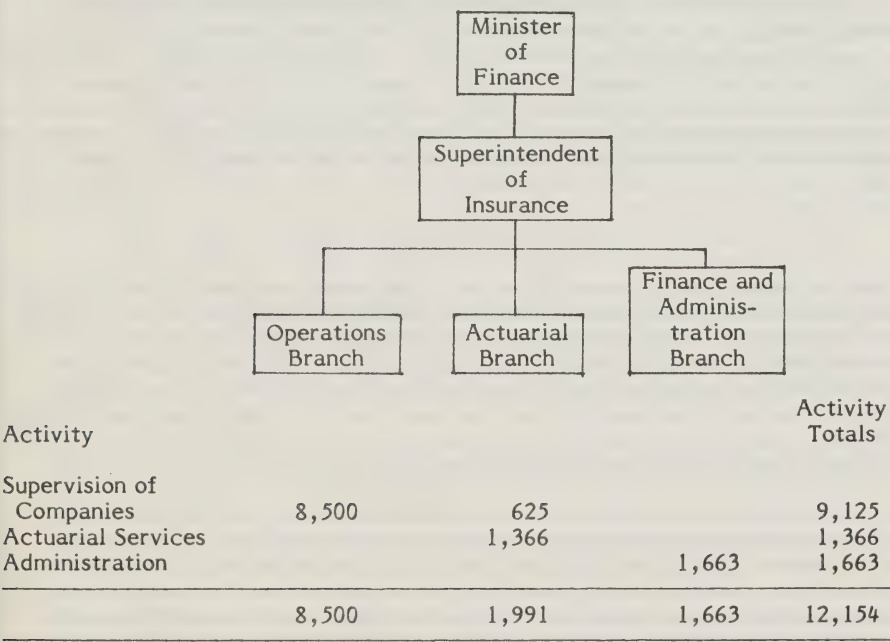 Minister
of
Finance
Superintendent
of
Insurance
Operations
Branch
Actuarial
Branch
Finance and
Adminis-
tration
Branch
Activity
Activity
Totals
Supervision of
Companies 8,500 625 9,125
Actuarial Services 1,366 1,366
Administration 1,663 1,663
8,500 1,991 1,663 12,154